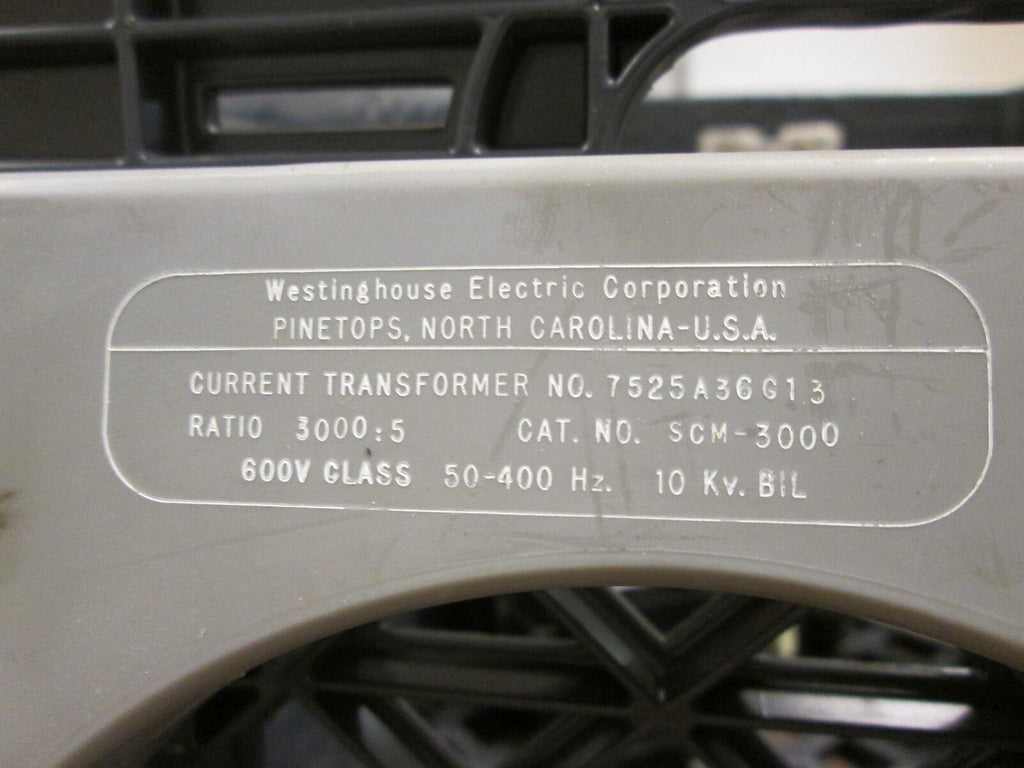 Westinghouse Electric Corporation
PINETOPS, NORTH CAROLINA-U.S.A.
CURRENT TRANSFORMER NO. 7525A36G13
RATIO 3000:5 CAT. NO. SCM-3000
600V CLASS 50-400 Hz. 10 Kv. BIL